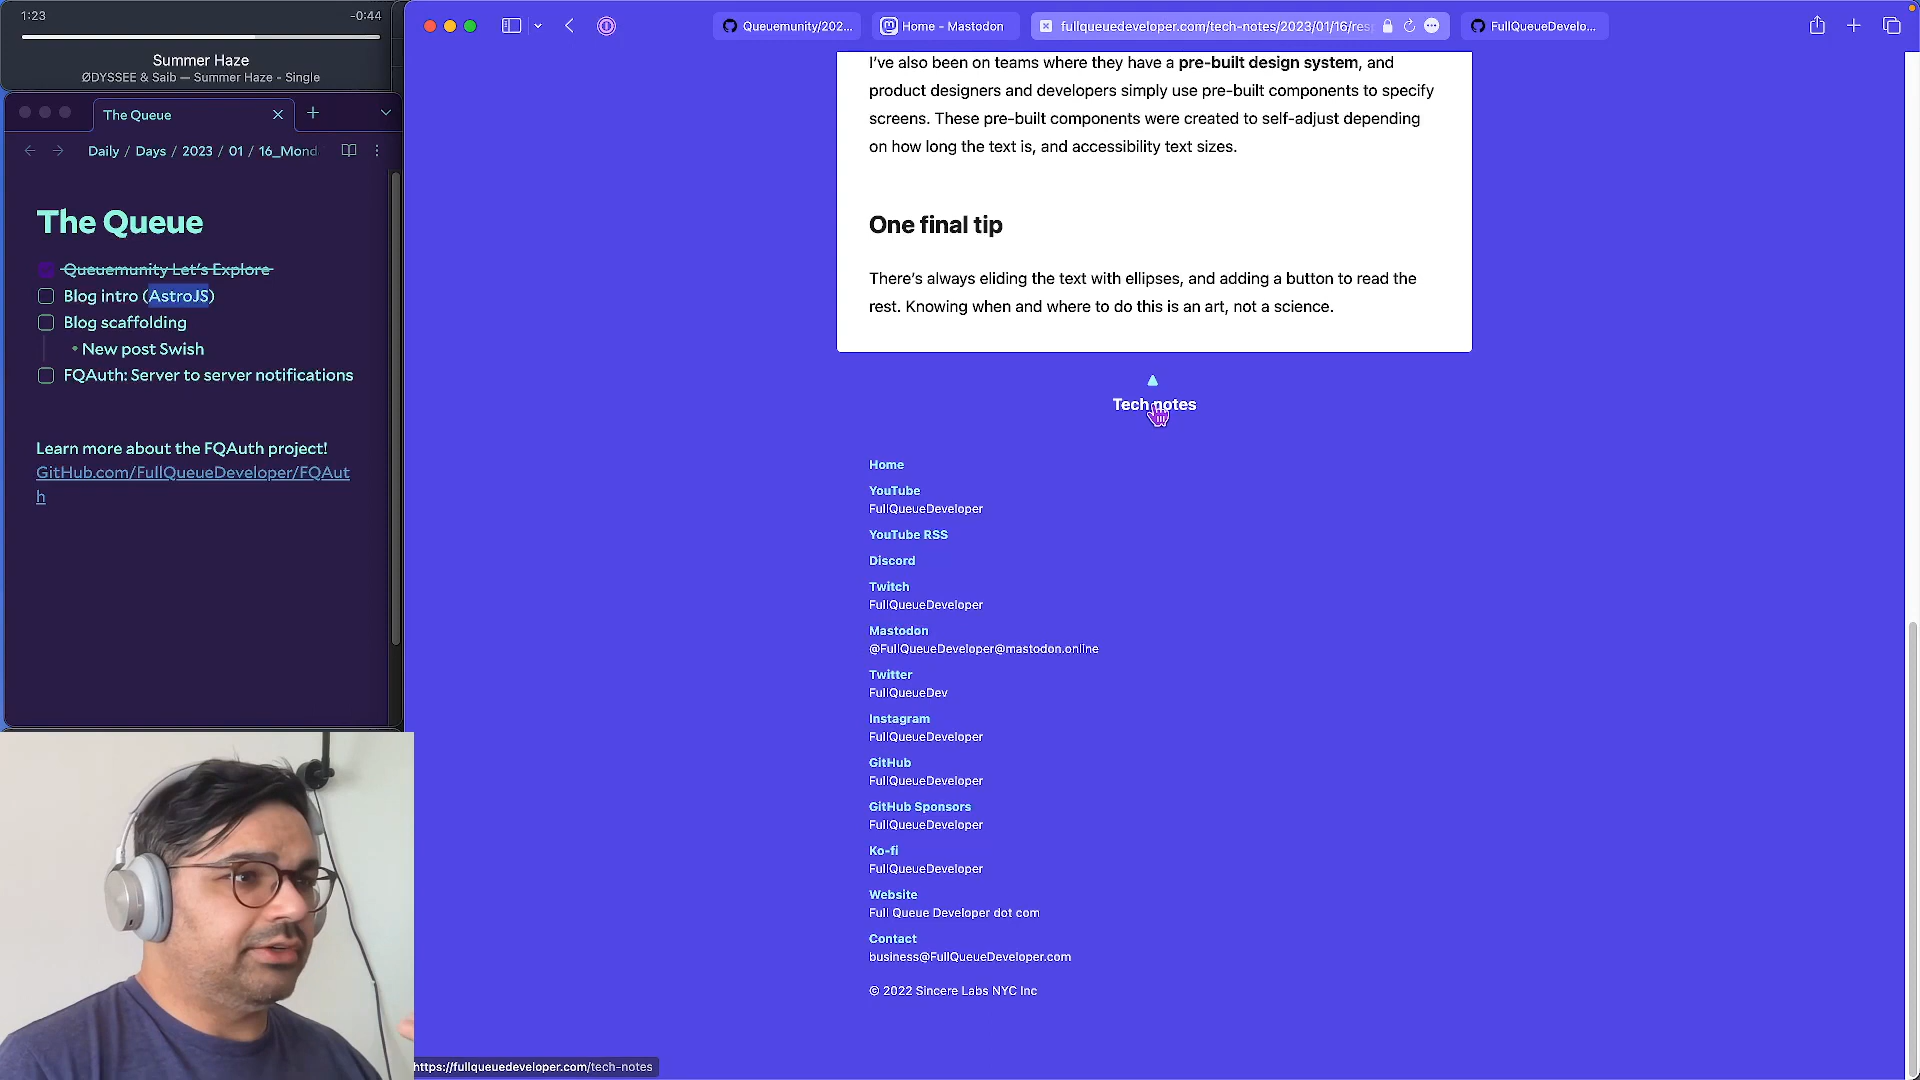 1:23
-0:44
Summer Haze
ØDYSSEE & Saib — Summer Haze - Single
The Queue
Daily / Days / 2023 / 01 / 16_Mond
The Queue
Queuemunity Let's Explore
Blog intro (AstroJS)
Blog scaffolding
• New post Swish
FQAuth: Server to server notifications
Learn more about the FQAuth project!
GitHub.com/FullQueueDeveloper/FQAut
h
Queuemunity/202...
Home - Mastodon
fullqueuedeveloper.com/tech-notes/2023/01/16/res
FullQueueDevelo...
I've also been on teams where they have a pre-built design system, and
product designers and developers simply use pre-built components to specify
screens. These pre-built components were created to self-adjust depending
on how long the text is, and accessibility text sizes.
One final tip
There's always eliding the text with ellipses, and adding a button to read the
rest. Knowing when and where to do this is an art, not a science.
Tech notes
Home
YouTube
FullQueueDeveloper
YouTube RSS
Discord
Twitch
FullQueueDeveloper
Mastodon
@FullQueueDeveloper@mastodon.online
Twitter
FullQueueDev
Instagram
FullQueueDeveloper
GitHub
FullQueueDeveloper
GitHub Sponsors
FullQueueDeveloper
Ko-fi
FullQueueDeveloper
Website
Full Queue Developer dot com
Contact
business@FullQueueDeveloper.com
© 2022 Sincere Labs NYC Inc
https://fullqueuedeveloper.com/tech-notes